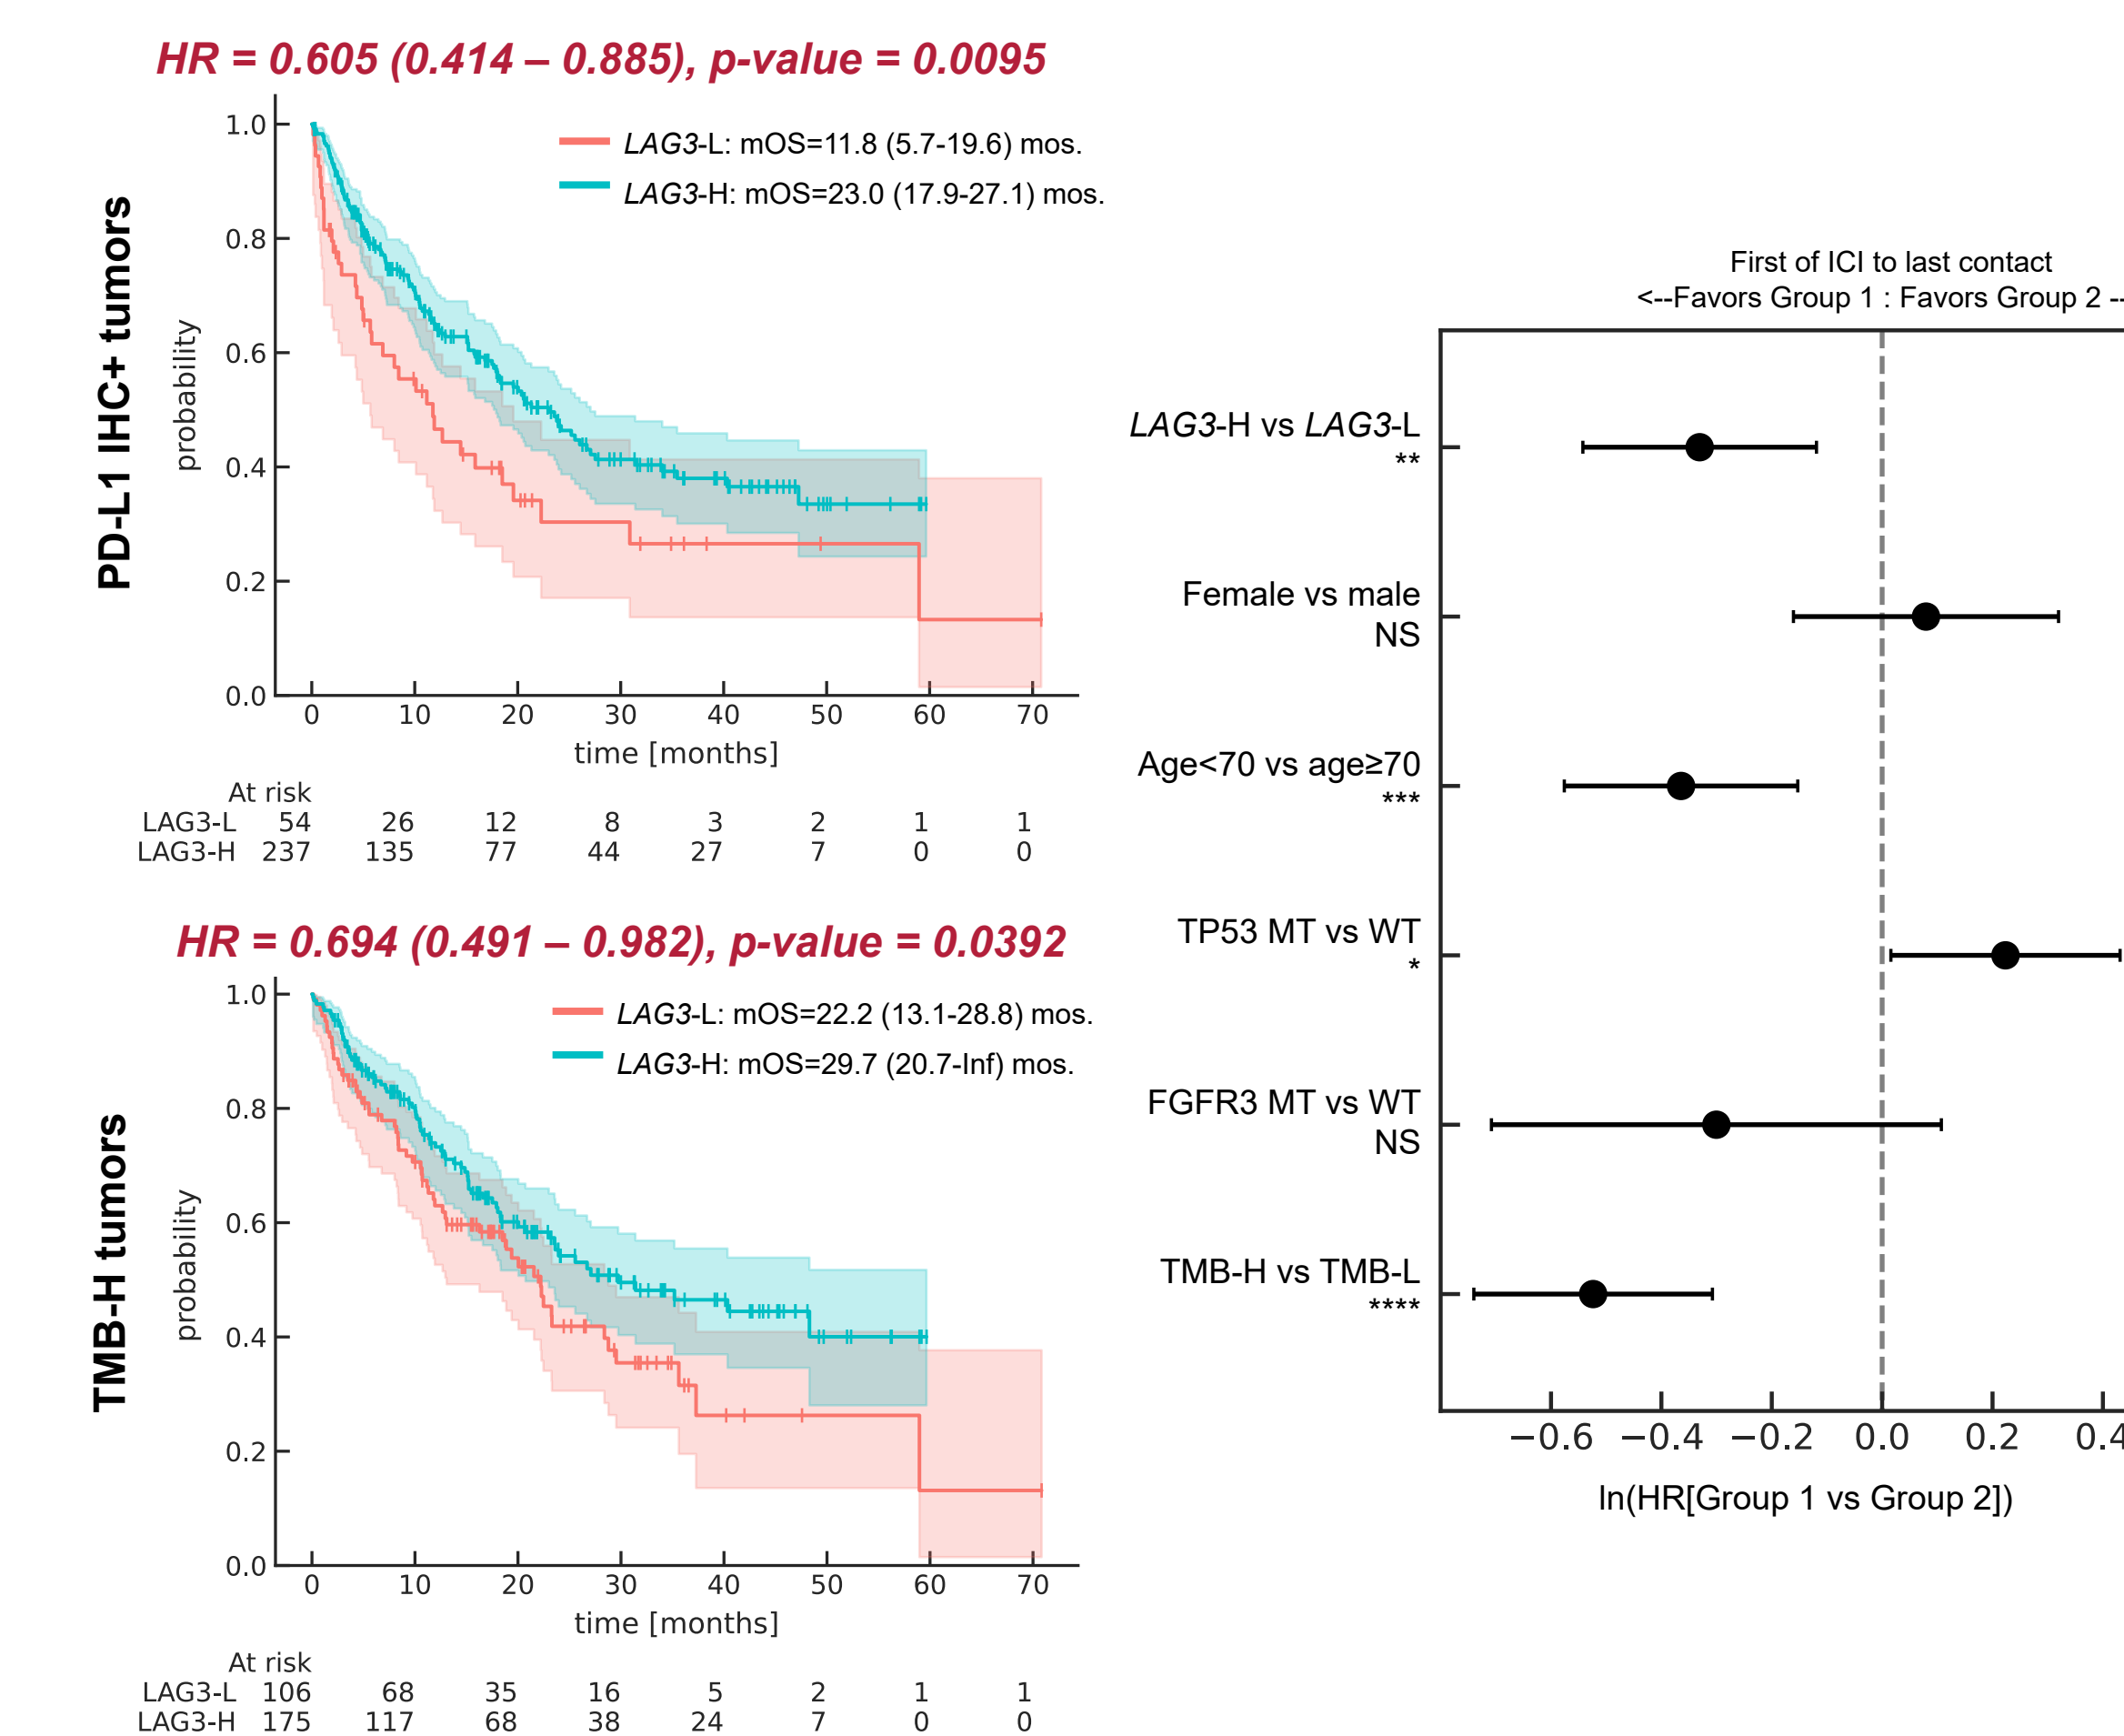 HR = 0.605 (0.414 – 0.885), p-value = 0.0095
PD-L1 IHC+ tumors
probability
1.0
0.8
0.6
0.4
0.2
0.0
LAG3-L: mOS=11.8 (5.7-19.6) mos.
LAG3-H: mOS=23.0 (17.9-27.1) mos.
0 10 20 30 40 50 60 70
time [months]
At risk
LAG3-L 54 26 12 8 3 2 1 1
LAG3-H 237 135 77 44 27 7 0 0
HR = 0.694 (0.491 – 0.982), p-value = 0.0392
TMB-H tumors
probability
1.0
0.8
0.6
0.4
0.2
0.0
LAG3-L: mOS=22.2 (13.1-28.8) mos.
LAG3-H: mOS=29.7 (20.7-Inf) mos.
0 10 20 30 40 50 60 70
time [months]
At risk
LAG3-L 106 68 35 16 5 2 1 1
LAG3-H 175 117 68 38 24 7 0 0
First of ICI to last contact
<--Favors Group 1 : Favors Group 2 --
LAG3-H vs LAG3-L
**
Female vs male
NS
Age<70 vs age≥70
***
TP53 MT vs WT
*
FGFR3 MT vs WT
NS
TMB-H vs TMB-L
****
−0.6 −0.4 −0.2 0.0 0.2 0.4
ln(HR[Group 1 vs Group 2])